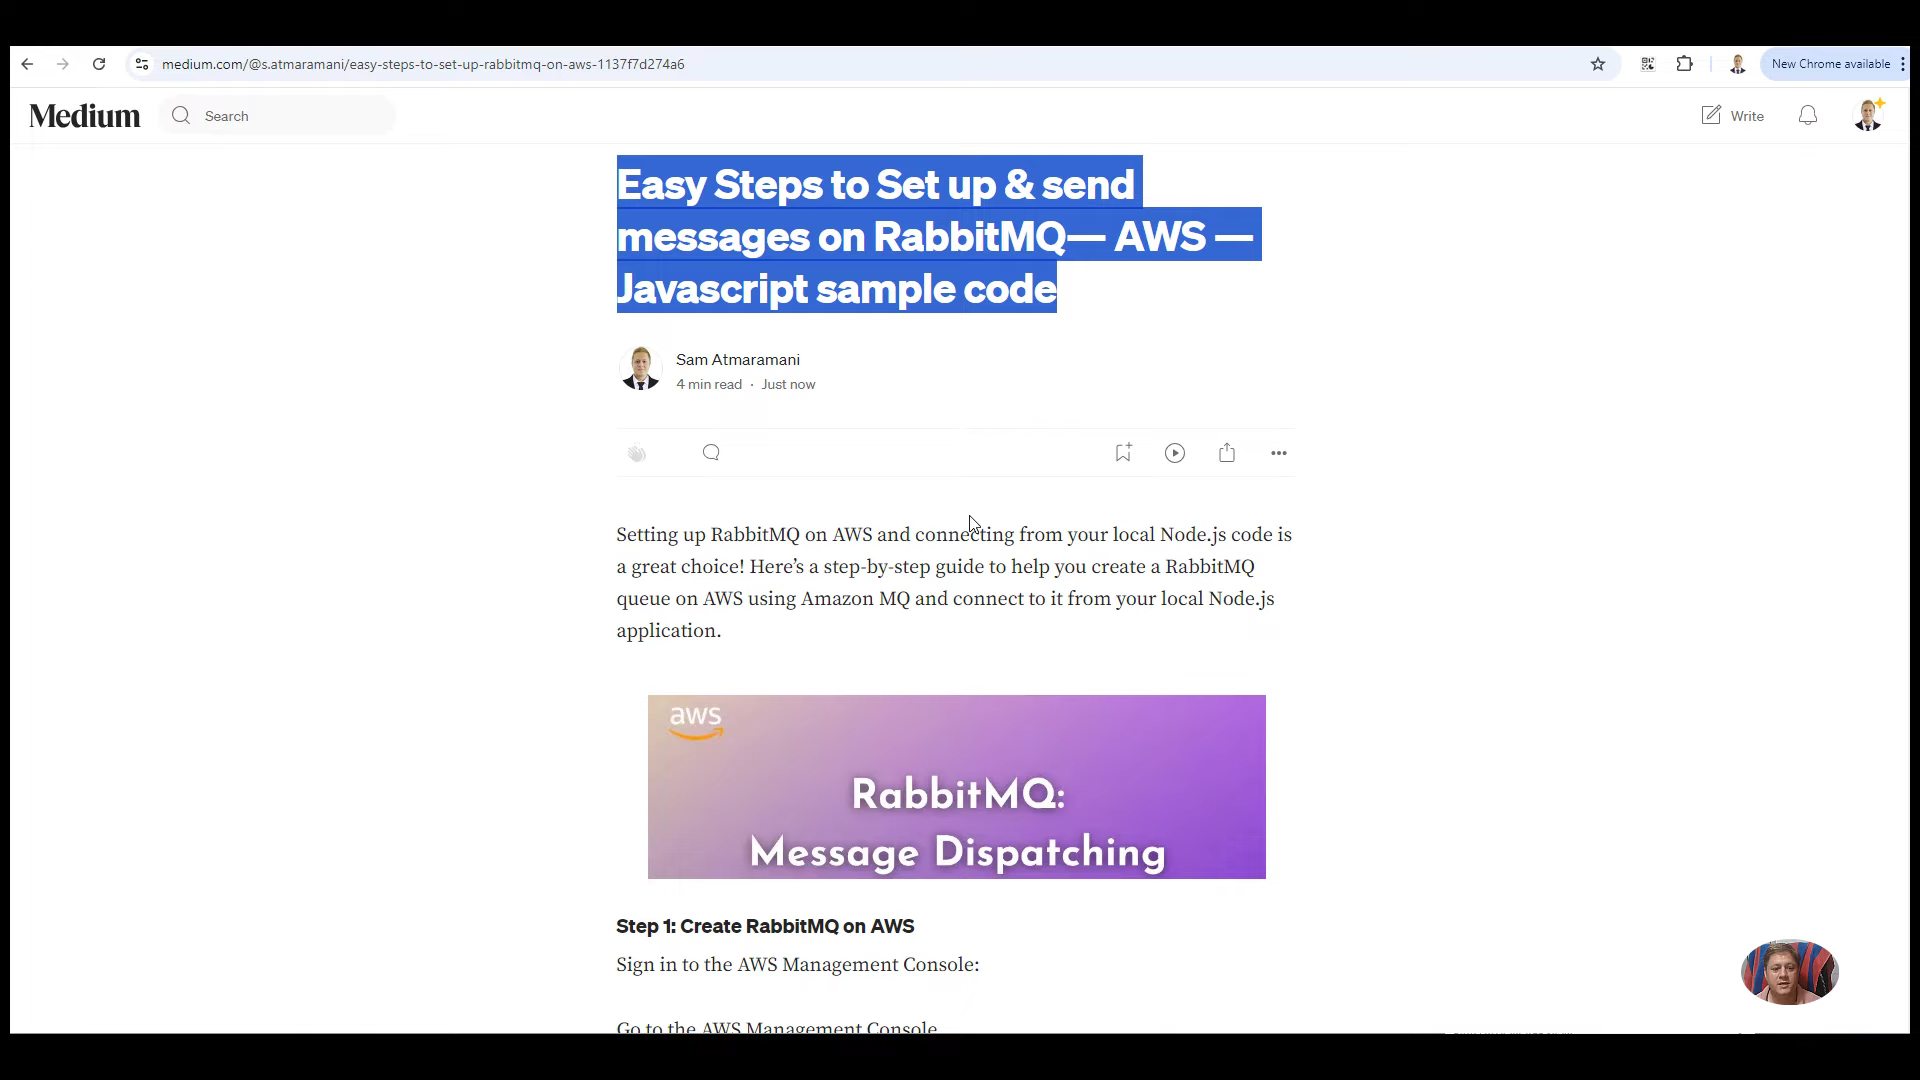 medium.com/@s.atmaramani/easy-steps-to-set-up-rabbitmq-on-aws-1137f7d274a6
New Chrome available
Medium
Search
Write
Easy Steps to Set up & send
messages on RabbitMQ— AWS —
Javascript sample code
Sam Atmaramani
4 min read · Just now
Setting up RabbitMQ on AWS and connecting from your local Node.js code is
a great choice! Here’s a step-by-step guide to help you create a RabbitMQ
queue on AWS using Amazon MQ and connect to it from your local Node.js
application.
aws
RabbitMQ:
Message Dispatching
Step 1: Create RabbitMQ on AWS
Sign in to the AWS Management Console:
Go to the AWS Management Console